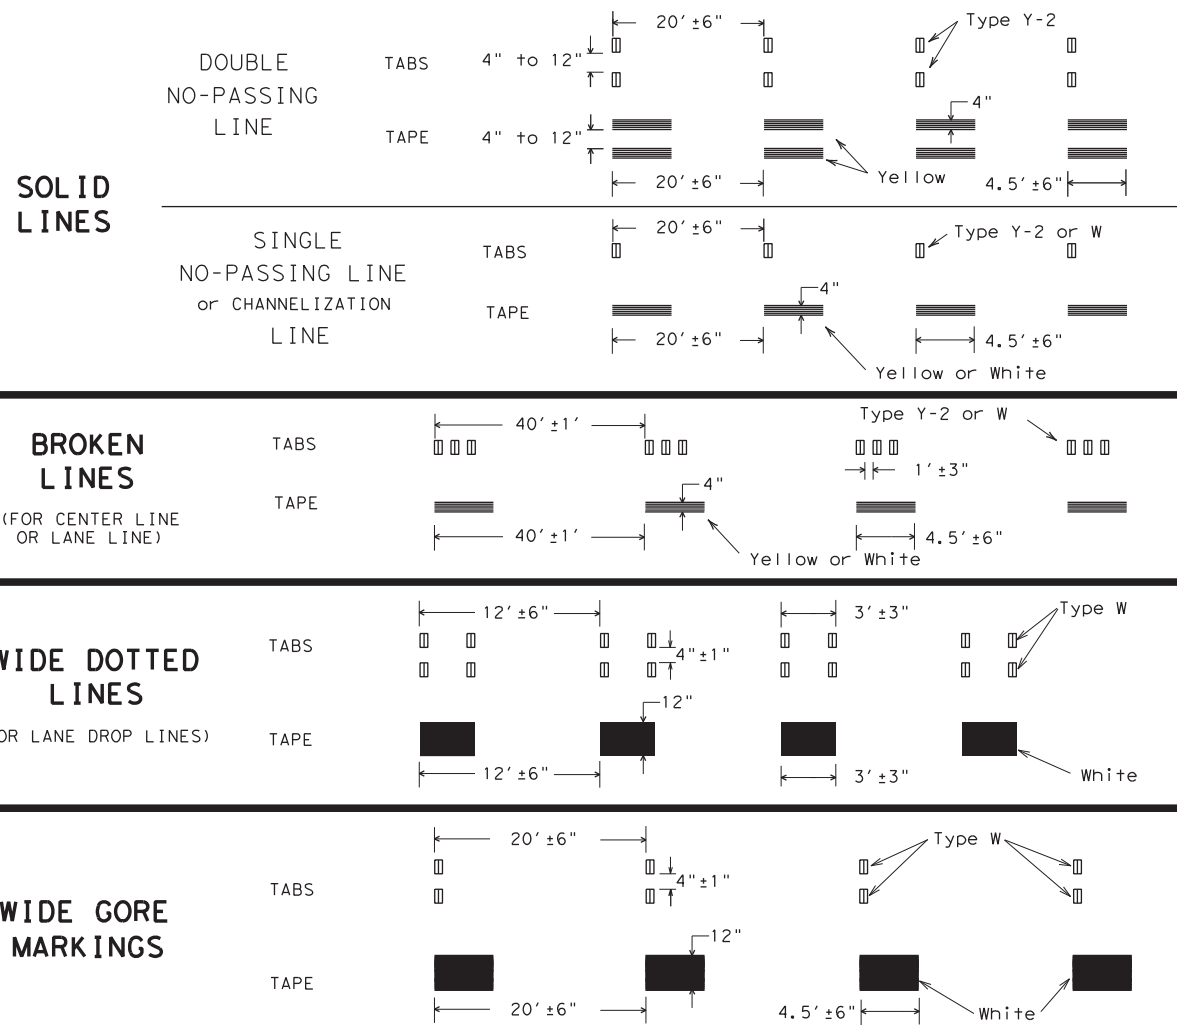 SOLID
LINES
DOUBLE
NO-PASSING
LINE
TABS
4" to 12"
20'±6"
Type Y-2
TAPE
4" to 12"
4"
Yellow
20'±6"
4.5'±6"
SINGLE
NO-PASSING LINE
or CHANNELIZATION
LINE
TABS
20'±6"
Type Y-2 or W
TAPE
4"
20'±6"
4.5'±6"
Yellow or White
BROKEN
LINES
(FOR CENTER LINE
OR LANE LINE)
TABS
40'±1'
Type Y-2 or W
1'±3"
TAPE
4"
40'±1'
4.5'±6"
Yellow or White
WIDE DOTTED
LINES
OR LANE DROP LINES)
TABS
12'±6"
3'±3"
Type W
4"±1"
TAPE
12"
12'±6"
3'±3"
White
WIDE GORE
MARKINGS
TABS
20'±6"
Type W
4"±1"
TAPE
12"
20'±6"
4.5'±6"
White